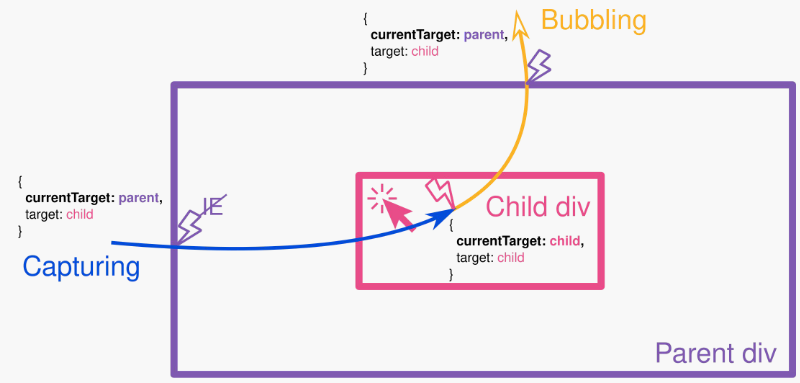 {
currentTarget: parent,
target: child
}
Bubbling
{
currentTarget: parent,
target: child
}
IE
Capturing
Child div
{
currentTarget: child,
target: child
}
Parent div